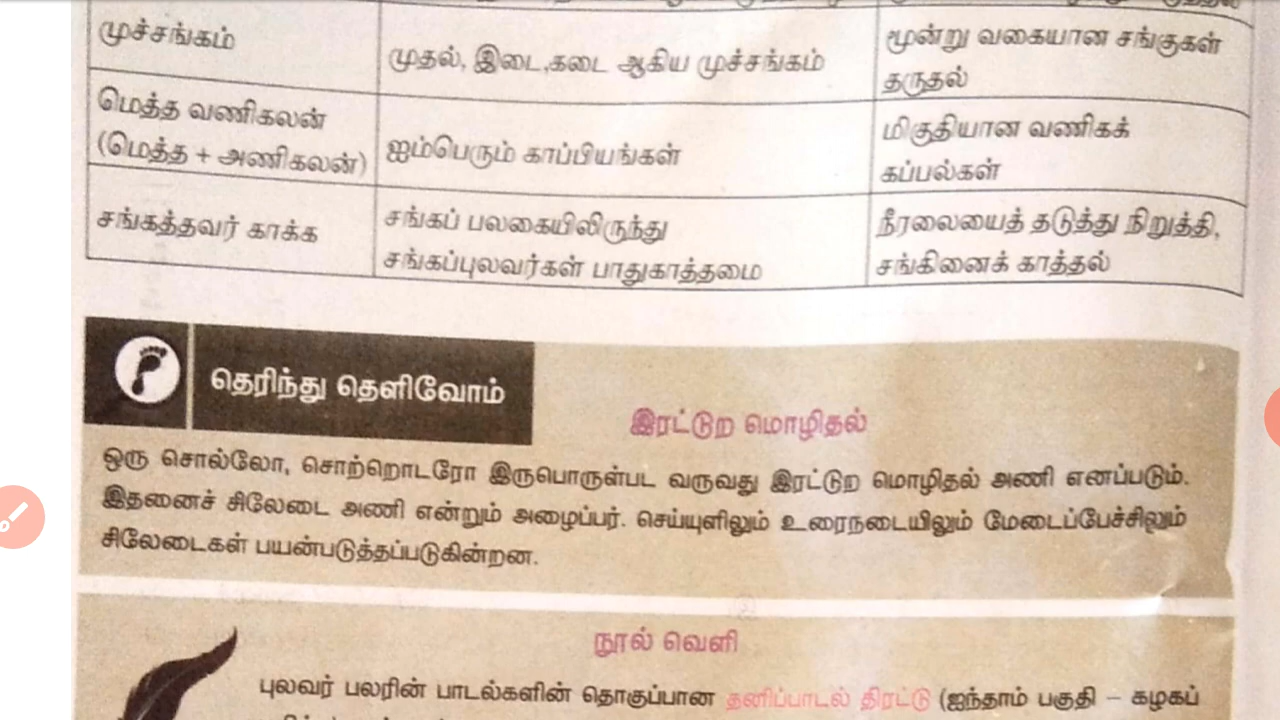 முச்சங்கம்
முதல், இடை,கடை ஆகிய முச்சங்கம்
மூன்று வகையான சங்குகள்
தருதல்
மெத்த வணிகலன்
(மெத்த + அணிகலன்)
ஐம்பெரும் காப்பியங்கள்
மிகுதியான வணிகக்
கப்பல்கள்
சங்கத்தவர் காக்க
சங்கப் பலகையிலிருந்து
சங்கப்புலவர்கள் பாதுகாத்தமை
நீரலையைத் தடுத்து நிறுத்தி,
சங்கினைக் காத்தல்
தெரிந்து தெளிவோம்
இரட்டுற மொழிதல்
ஒரு சொல்லோ, சொற்றொடரோ இருபொருள்பட வருவது இரட்டுற மொழிதல் அணி எனப்படும்.
இதனைச் சிலேடை அணி என்றும் அழைப்பர். செய்யுளிலும் உரைநடையிலும் மேடைப்பேச்சிலும்
சிலேடைகள் பயன்படுத்தப்படுகின்றன.
நூல் வெளி
புலவர் பலரின் பாடல்களின் தொகுப்பான தனிப்பாடல் திரட்டு (ஐந்தாம் பகுதி – கழகப்